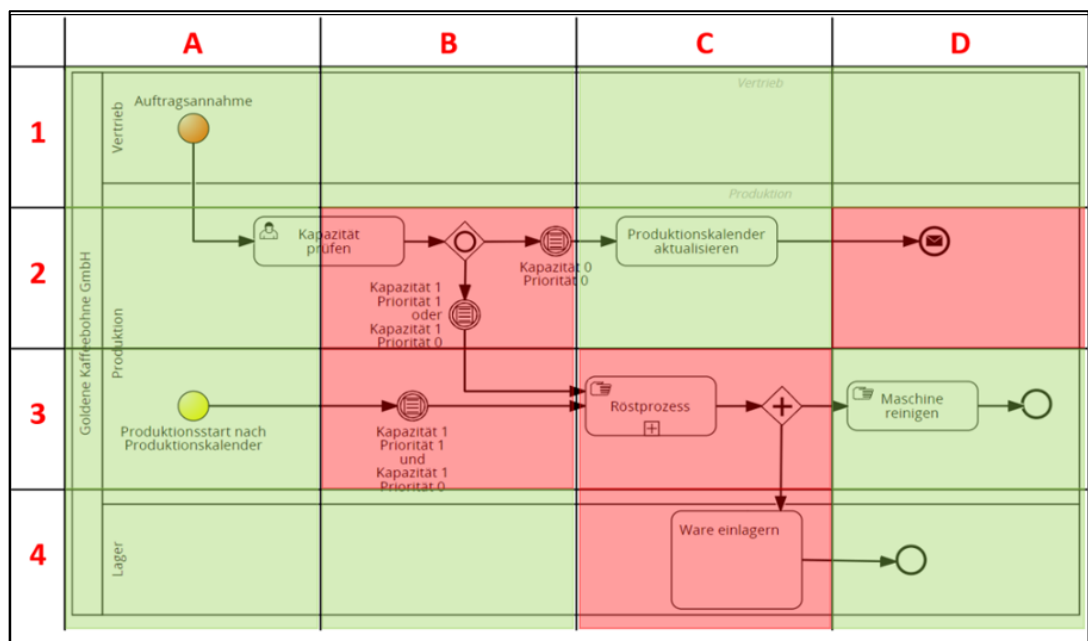 A
B
C
D
1
2
3
4
Goldene Kaffeebohne GmbH
Vertrieb
Vertrieb
Auftragsannahme
Produktion
Produktion
Kapazität
prüfen
Kapazität 0
Priorität 0
Produktionskalender
aktualisieren
Kapazität 1
Priorität 1
oder
Kapazität 1
Priorität 0
Produktionsstart nach
Produktionskalender
Kapazität 1
Priorität 1
und
Kapazität 1
Priorität 0
Röstprozess
Maschine
reinigen
Lager
Ware einlagern